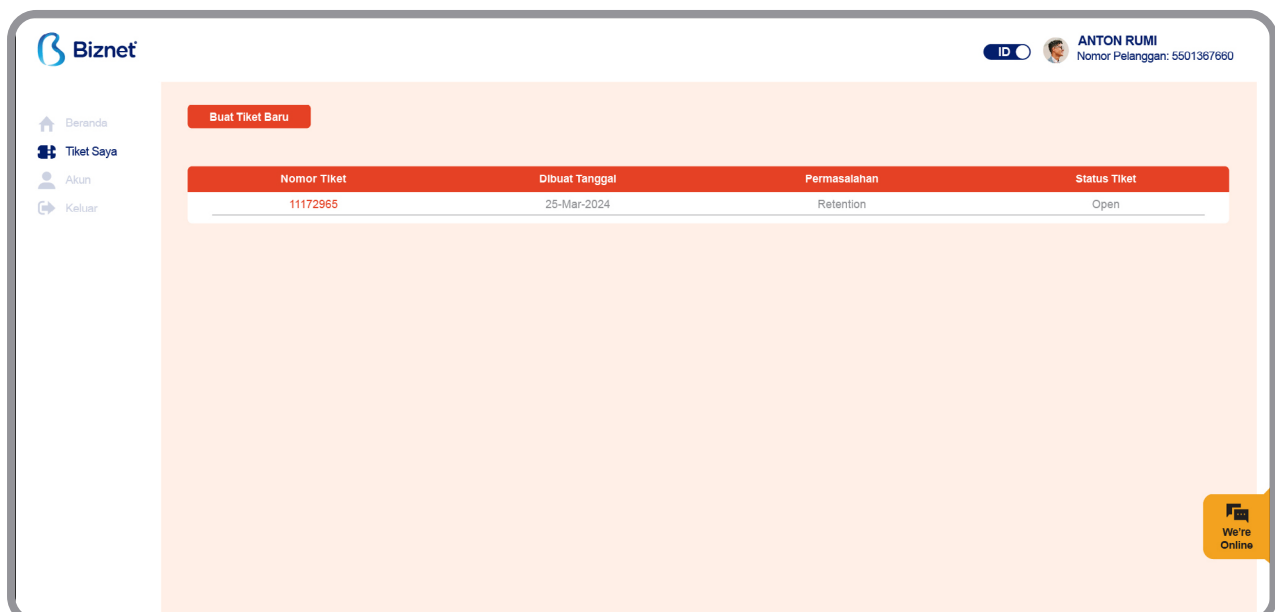 Biznet
ID
ANTON RUMI
Nomor Pelanggan: 5501367660
Beranda
Tiket Saya
Akun
Keluar
Buat Tiket Baru
Nomor Tiket Dibuat Tanggal Permasalahan Status Tiket
11172965 25-Mar-2024 Retention Open
We're
Online